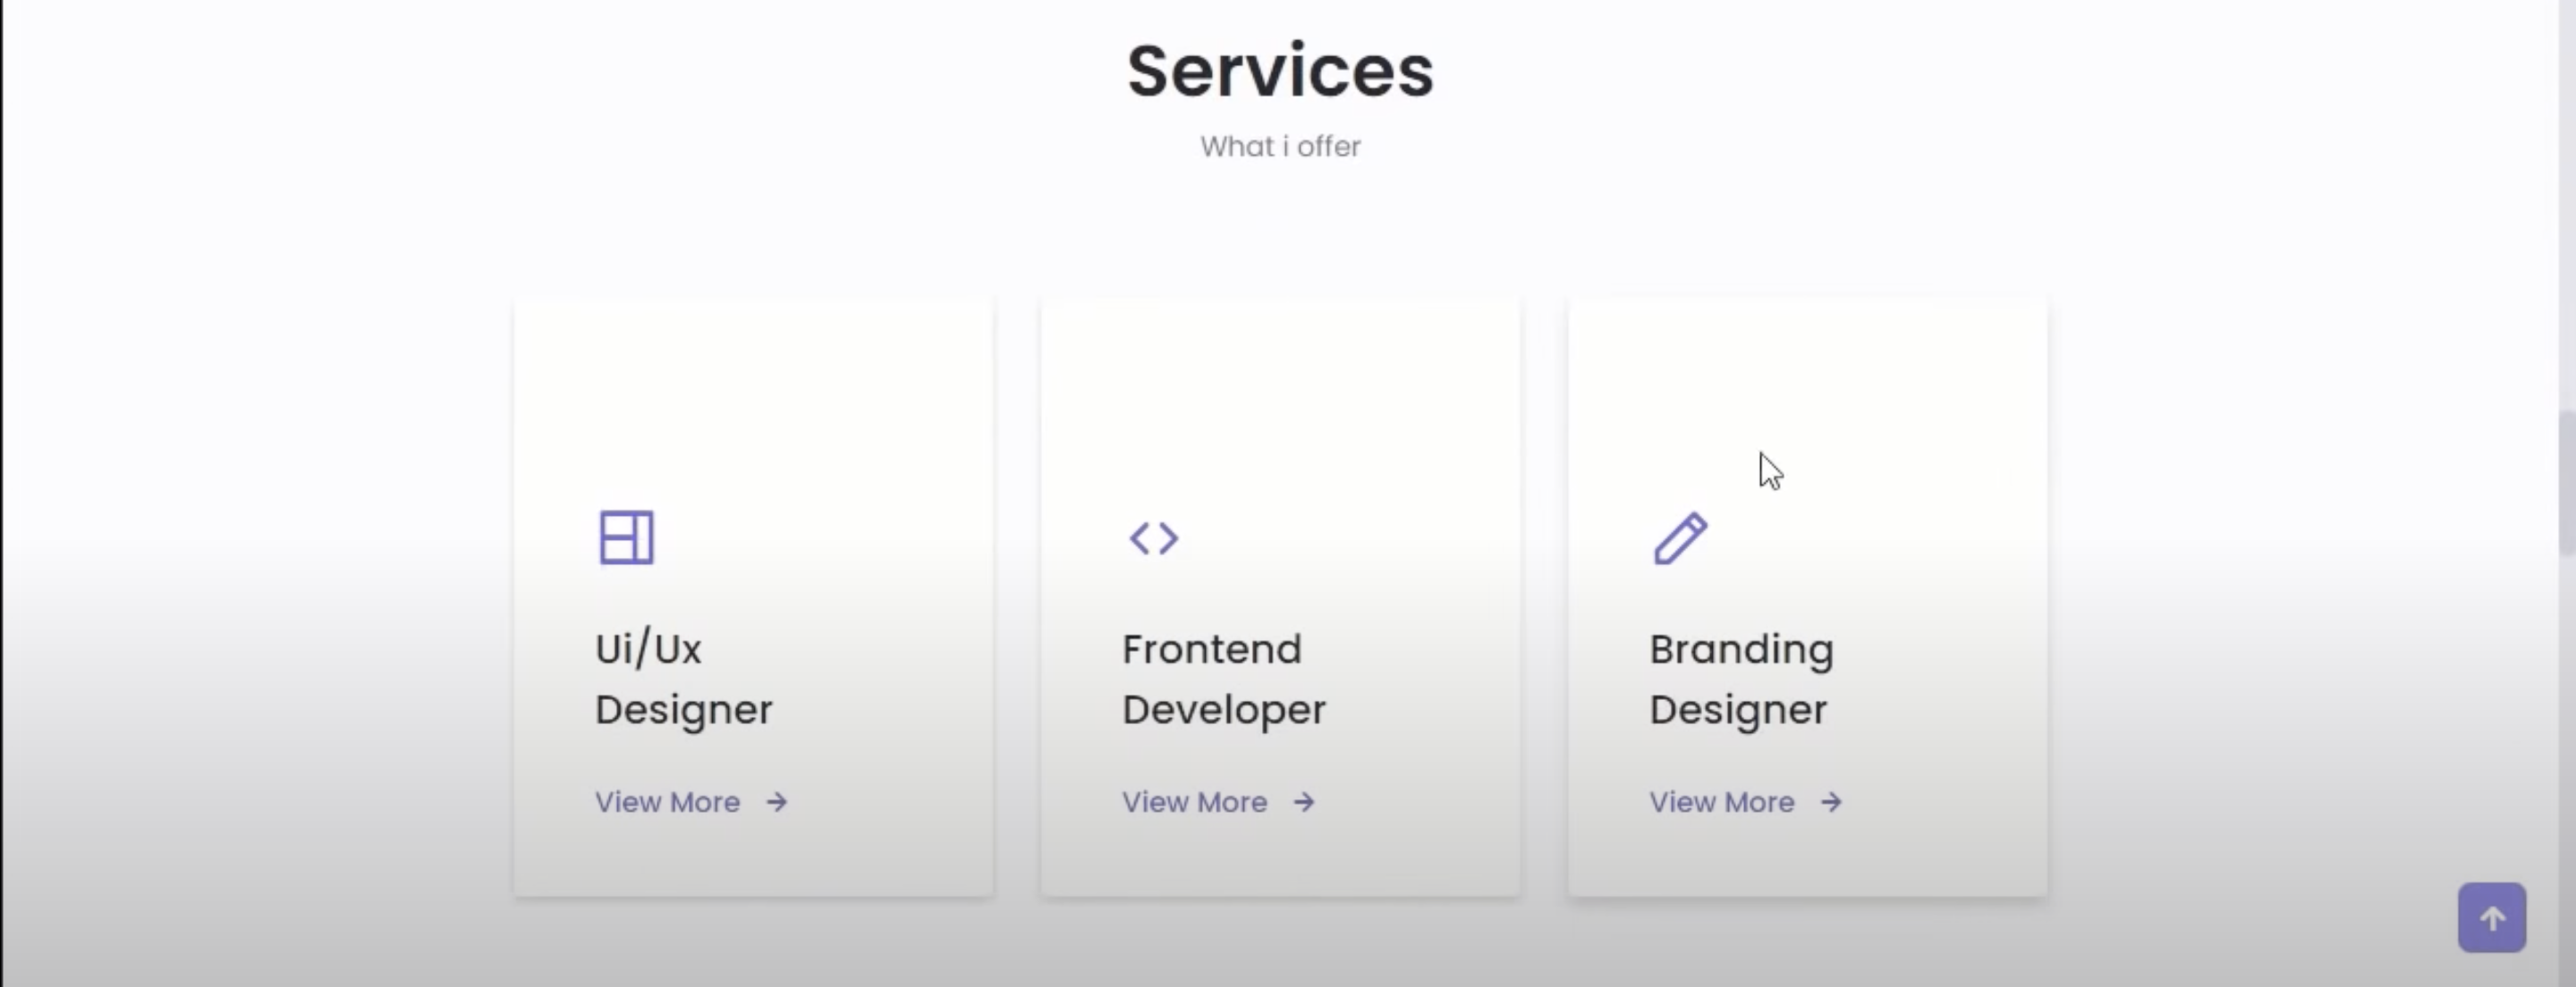 Services
What i offer
Ui/Ux
Designer
View More
Frontend
Developer
View More
Branding
Designer
View More